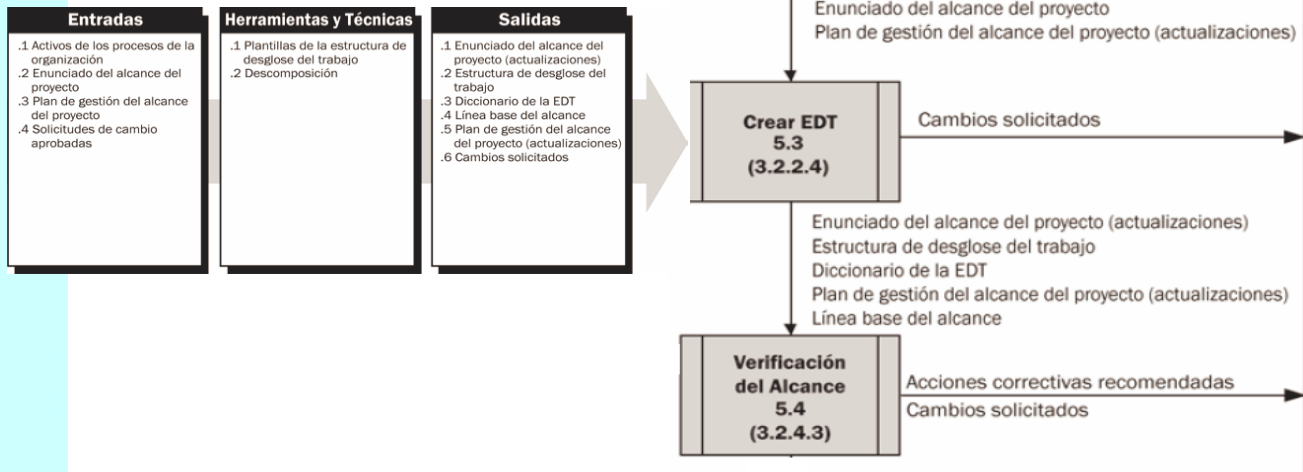 Entradas
.1 Activos de los procesos de la
organización
.2 Enunciado del alcance del
proyecto
.3 Plan de gestión del alcance
del proyecto
.4 Solicitudes de cambio
aprobadas
Herramientas y Técnicas
.1 Plantillas de la estructura de
desglose del trabajo
.2 Descomposición
Salidas
.1 Enunciado del alcance del
proyecto (actualizaciones)
.2 Estructura de desglose del
trabajo
.3 Diccionario de la EDT
.4 Línea base del alcance
.5 Plan de gestión del alcance
del proyecto (actualizaciones)
.6 Cambios solicitados
Enunciado del alcance del proyecto
Plan de gestión del alcance del proyecto (actualizaciones)
Crear EDT
5.3
(3.2.2.4)
Cambios solicitados
Enunciado del alcance del proyecto (actualizaciones)
Estructura de desglose del trabajo
Diccionario de la EDT
Plan de gestión del alcance del proyecto (actualizaciones)
Línea base del alcance
Verificación
del Alcance
5.4
(3.2.4.3)
Acciones correctivas recomendadas
Cambios solicitados